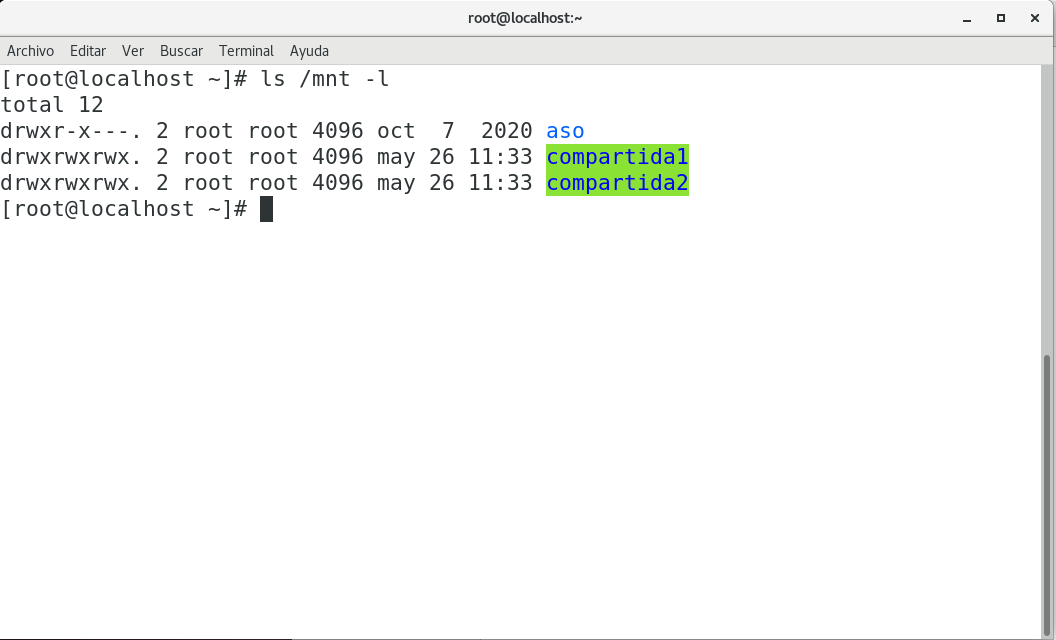 root@localhost:~
Archivo Editar Ver Buscar Terminal Ayuda
[root@localhost ~]# ls /mnt -l
total 12
drwxr-x---. 2 root root 4096 oct  7  2020 aso
drwxrwxrwx. 2 root root 4096 may 26 11:33 compartida1
drwxrwxrwx. 2 root root 4096 may 26 11:33 compartida2
[root@localhost ~]#